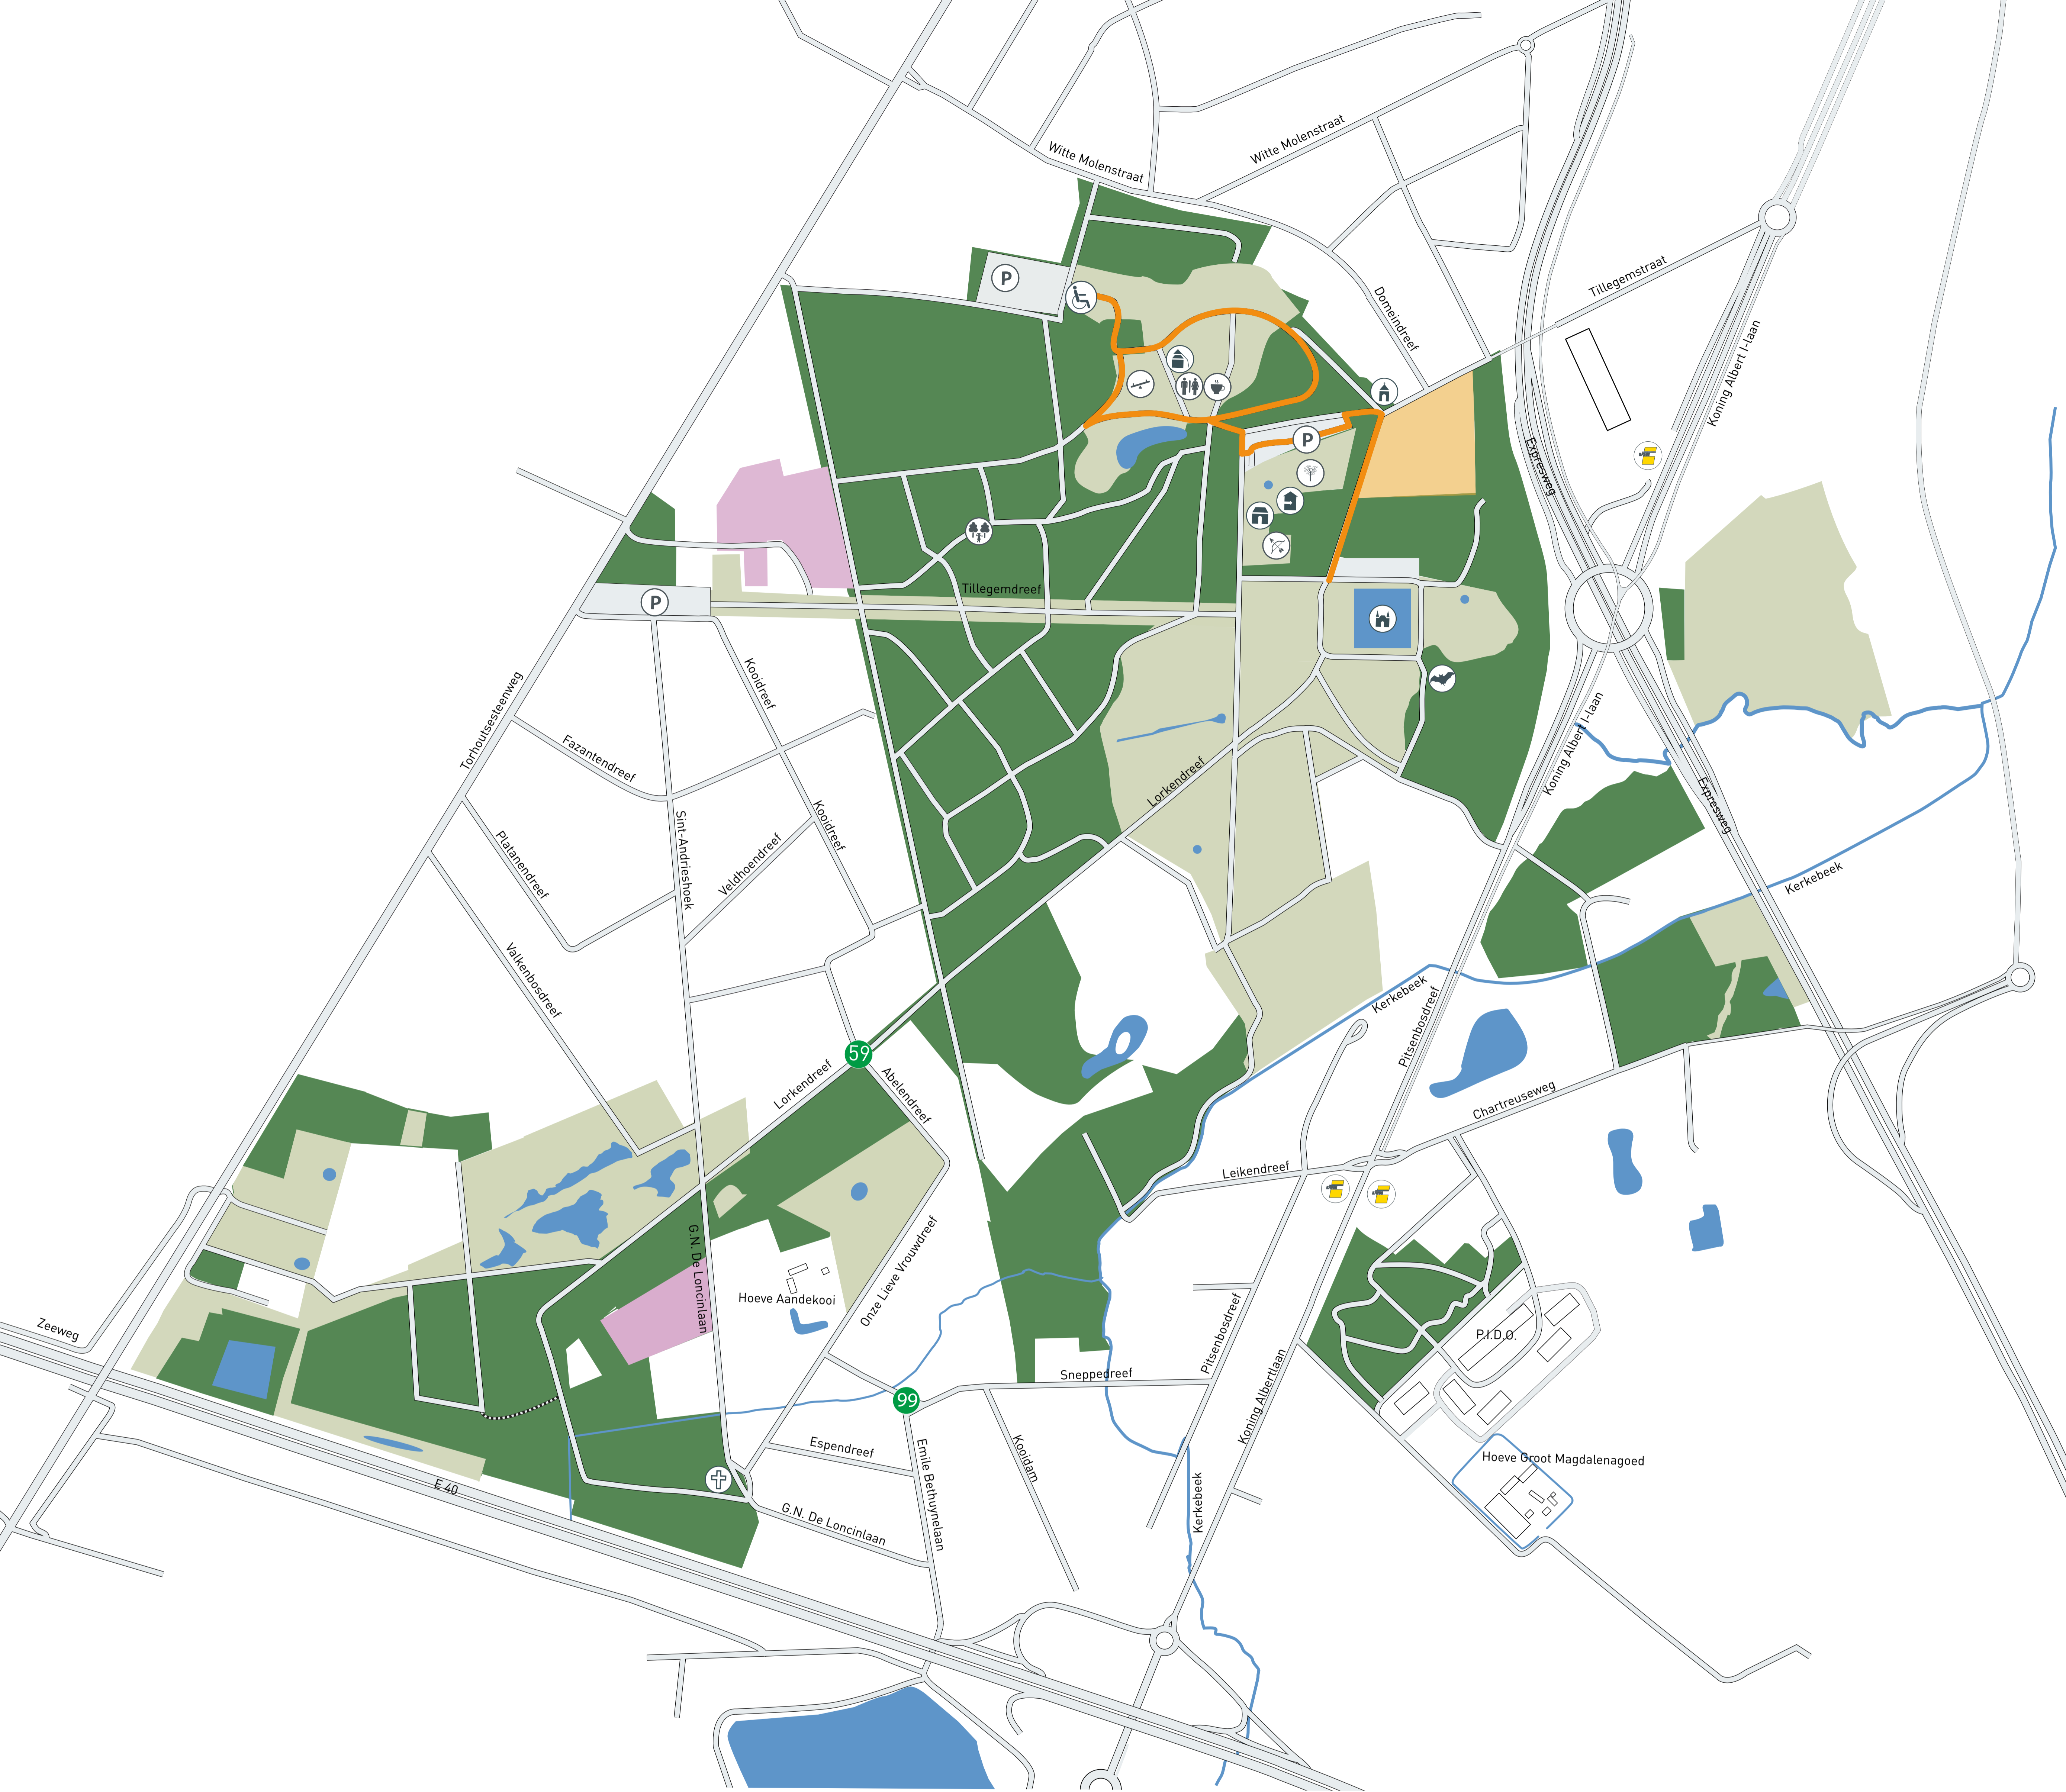 Witte Molenstraat
Witte Molenstraat
P
Tillegemstraat
Domeindreef
Koning Albert I-laan
P
Expresweg
Tillegemdreef
P
Kooidreef
Torhoutsesteenweg
Fazantendreef
Koning Albert I-laan
Lorkendreef
Expresweg
Sint-Andrieshoek
Kooidreef
Platanendreef
Veldhoendreef
Kerkebeek
Valkenbosdreef
Kerkebeek
Pitsenbosdreef
59
Lorkendreef
Abelendreef
Chartreuseweg
Leikendreef
G.N. De Loncinlaan
Onze Lieve Vrouwdreef
Hoeve Aandekooi
Zeeweg
Pitsenbosdreef
P.I.D.O.
Sneppedreef
Koning Albertlaan
99
Espendreef
Emile Bethuynelaan
Kooidam
Hoeve Groot Magdalenagoed
E 40
Kerkebeek
G.N. De Loncinlaan